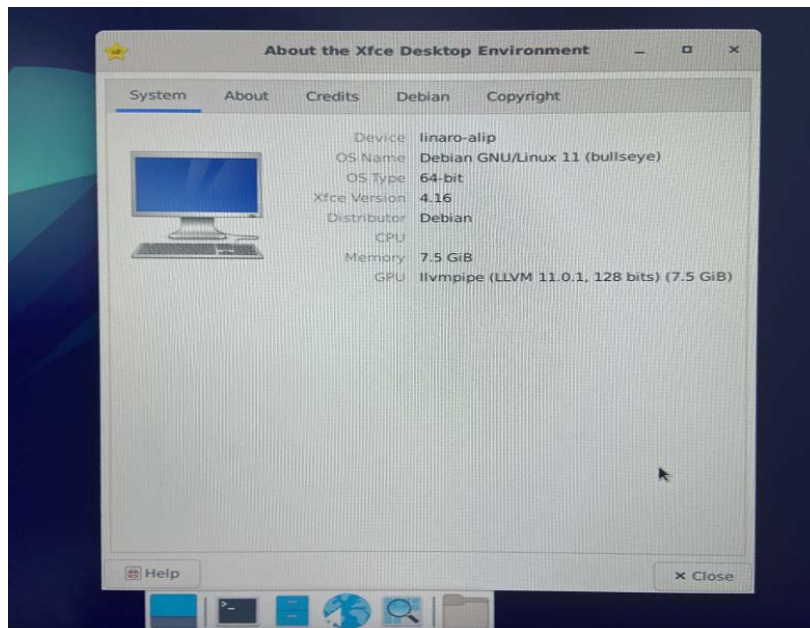 About the Xfce Desktop Environment
System About Credits Debian Copyright
Device linaro-alip
OS Name Debian GNU/Linux 11 (bullseye)
OS Type 64-bit
Xfce Version 4.16
Distributor Debian
CPU
Memory 7.5 GiB
GPU llvmpipe (LLVM 11.0.1, 128 bits) (7.5 GiB)
Help
× Close